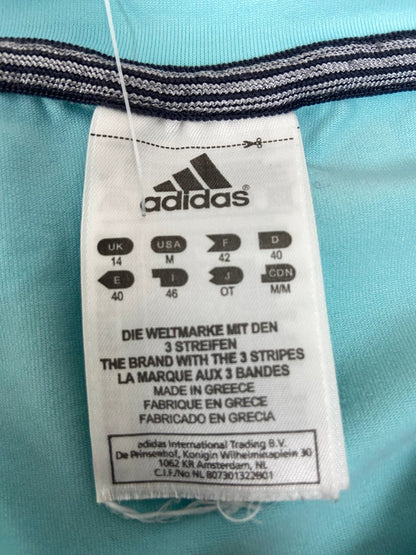 adidas®
UK USA F D
14 M 42 40
E I J CDN
40 46 OT M/M
DIE WELTMARKE MIT DEN
3 STREIFEN
THE BRAND WITH THE 3 STRIPES
LA MARQUE AUX 3 BANDES
MADE IN GREECE
FABRIQUE EN GRECE
FABRICADO EN GRECIA
adidas International Trading B.V.
De Prinsenhof, Konigin Wilhelminaplein 30
1062 KR Amsterdam, NL
C.I.F./No NL 807301322B01